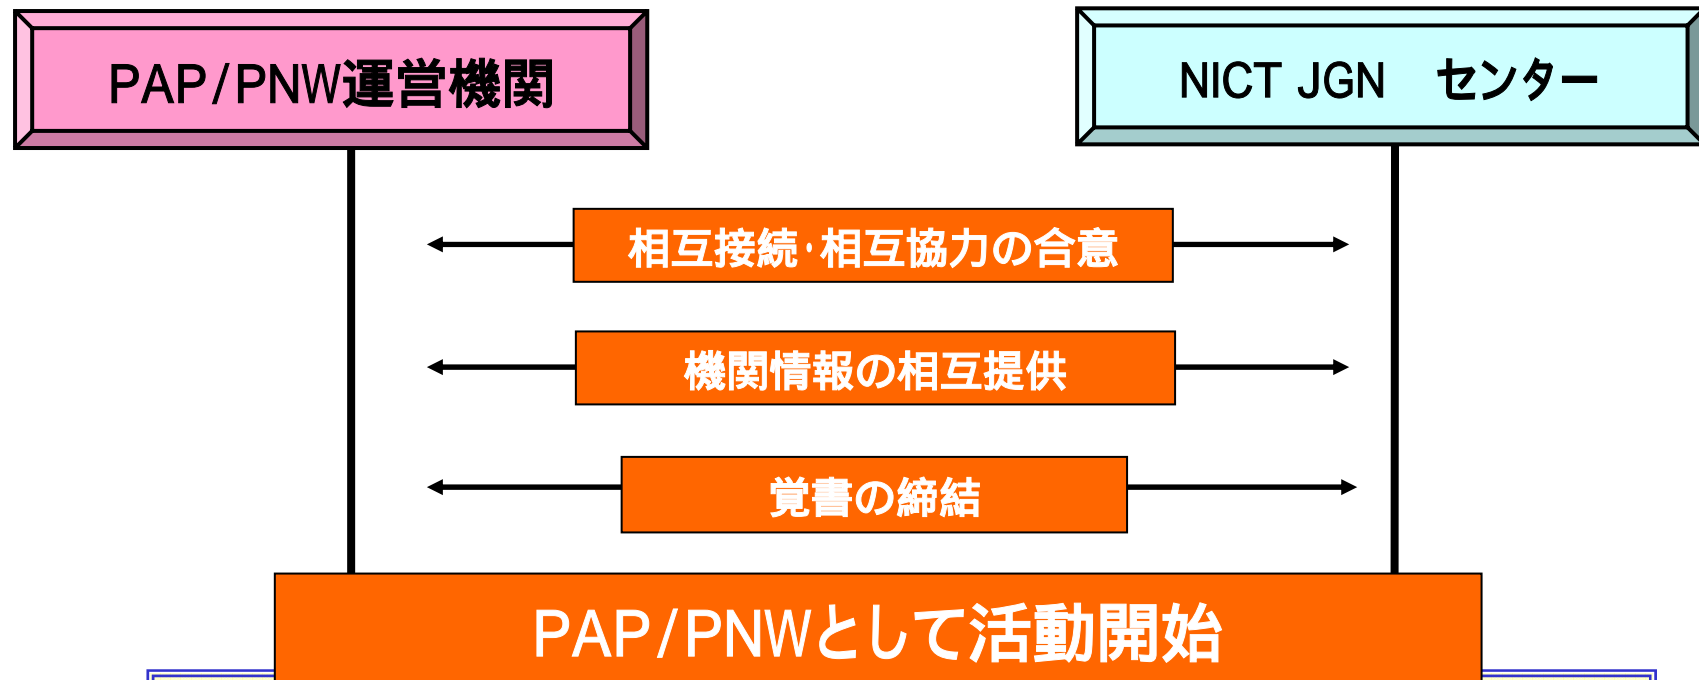 PAP/PNW運営機関
NICT JGN　センター
相互接続・相互協力の合意
機関情報の相互提供
覚書の締結
PAP/PNWとして活動開始